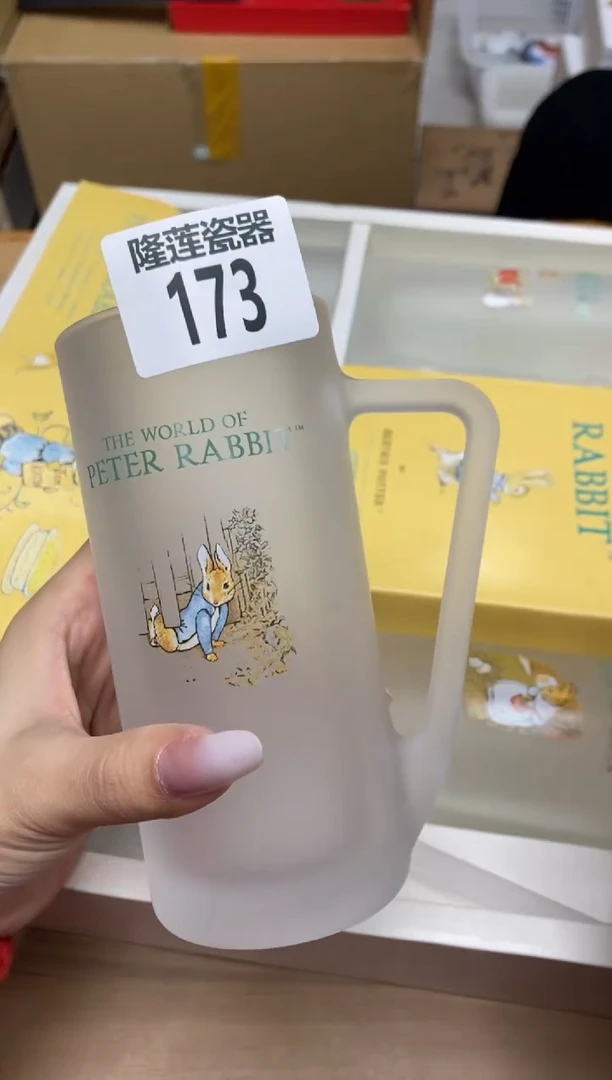 隆莲瓷器
173
THE WORLD OF
PETER RABBIT™
RABBIT